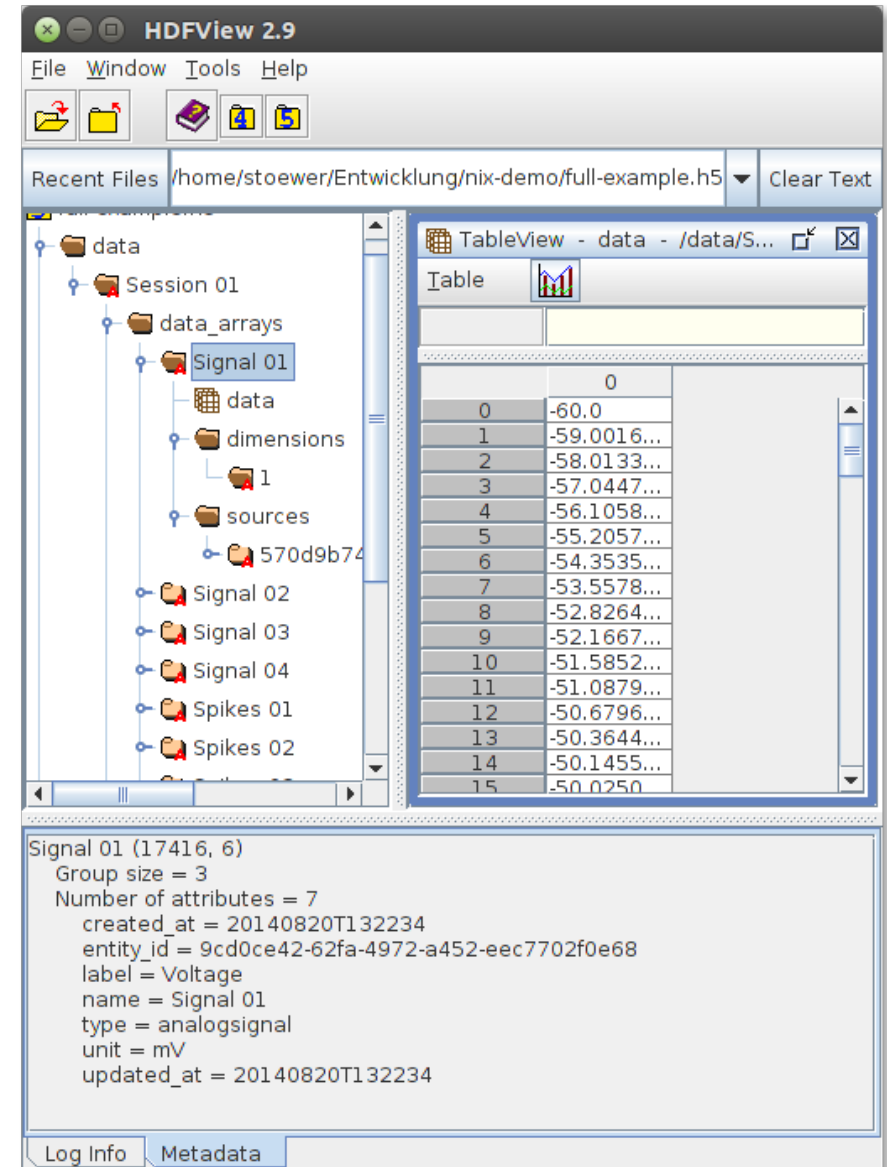 HDFView 2.9
File Window Tools Help
4 5
Recent Files /home/stoewer/Entwicklung/nix-demo/full-example.h5 Clear Text
data
Session 01
data_arrays
Signal 01
data
dimensions
1
sources
570d9b74
Signal 02
Signal 03
Signal 04
Spikes 01
Spikes 02
TableView - data - /data/S...
Table
0
0 -60.0
1 -59.0016...
2 -58.0133...
3 -57.0447...
4 -56.1058...
5 -55.2057...
6 -54.3535...
7 -53.5578...
8 -52.8264...
9 -52.1667...
10 -51.5852...
11 -51.0879...
12 -50.6796...
13 -50.3644...
14 -50.1455...
15 -50.0250
Signal 01 (17416, 6)
Group size = 3
Number of attributes = 7
created_at = 20140820T132234
entity_id = 9cd0ce42-62fa-4972-a452-eec7702f0e68
label = Voltage
name = Signal 01
type = analogsignal
unit = mV
updated_at = 20140820T132234
Log Info Metadata